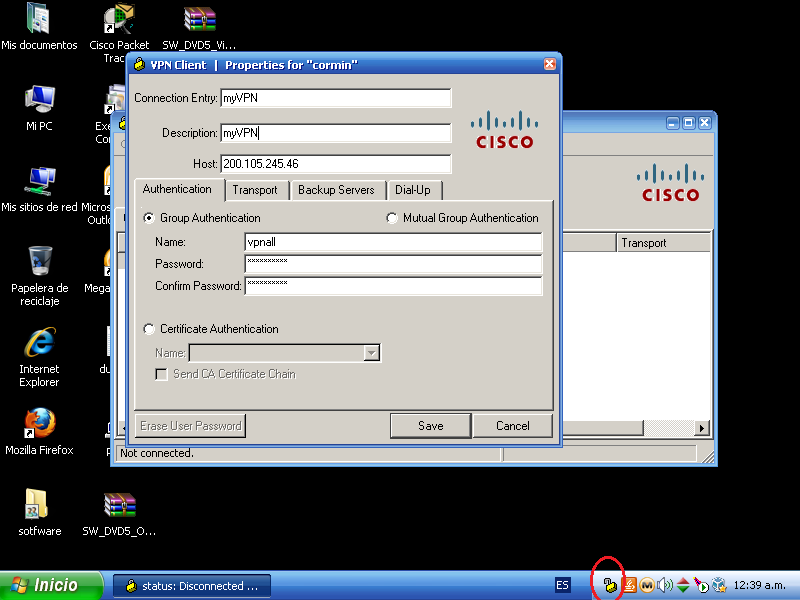 Mis documentos
Cisco Packet
Trac
SW_DVD5_Vi...
VPN Client | Properties for "cormin"
Connection Entry: myVPN
Description: myVPN
Host: 200.105.245.46
CISCO
Authentication
Transport
Backup Servers
Dial-Up
Group Authentication
Mutual Group Authentication
Name: vpnall
Password: **********
Confirm Password: **********
Certificate Authentication
Name:
Send CA Certificate Chain
Erase User Password
Save
Cancel
CISCO
Transport
Not connected.
Mi PC
Mis sitios de red
Micros
Outlo
Papelera de
reciclaje
Mega
Internet
Explorer
Mozilla Firefox
sotfware
SW_DVD5_O...
Inicio
status: Disconnected ...
ES
12:39 a.m.